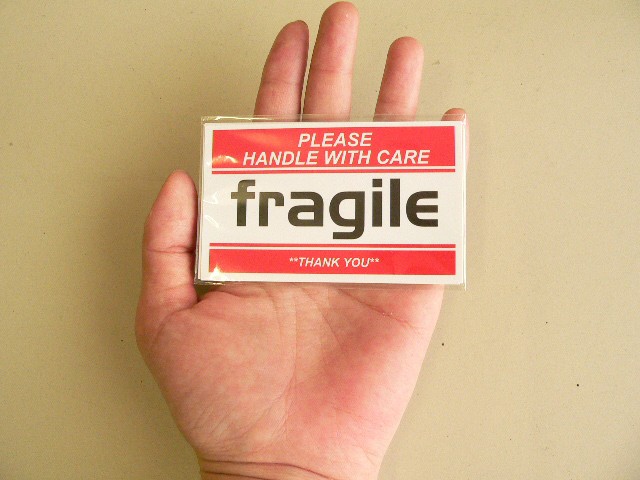 PLEASE
HANDLE WITH CARE
fragile
**THANK YOU**